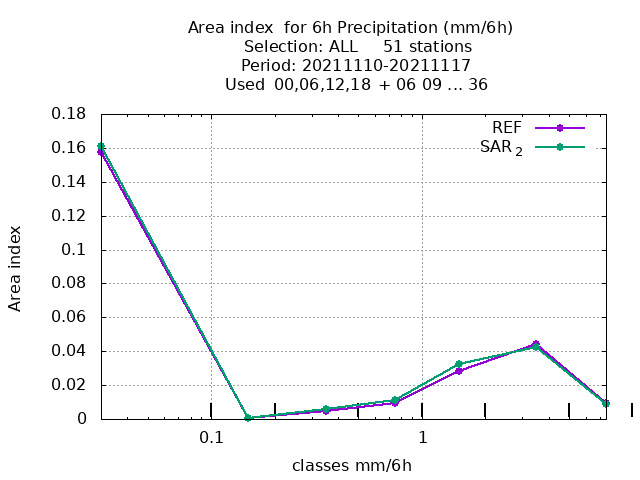 Area index  for 6h Precipitation (mm/6h)
Selection: ALL     51 stations
Period: 20211110-20211117
Used  00,06,12,18 + 06 09 ... 36
REF
SAR 2
0.18
0.16
0.14
0.12
0.1
0.08
0.06
0.04
0.02
0
Area index
0.1 1
classes mm/6h